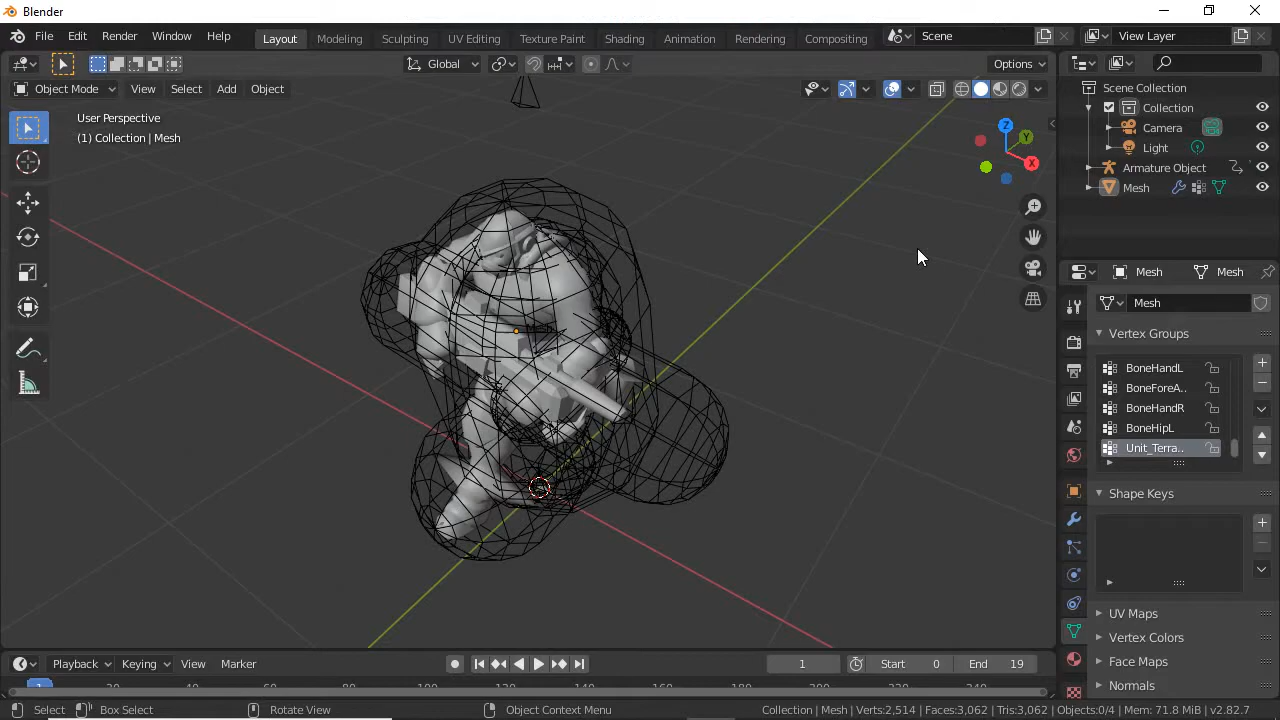 Blender
File Edit Render Window Help
Layout Modeling Sculpting UV Editing Texture Paint Shading Animation Rendering Compositing
Scene
View Layer
Global
Options
Object Mode View Select Add Object
User Perspective
(1) Collection | Mesh
Z
Y
X
Mesh
Scene Collection
Collection
Camera
Light
Armature Object
Mesh
Mesh Mesh
Mesh
Vertex Groups
BoneHandL
BoneForeA..
BoneHandR
BoneHipL
Unit_Terra..
Shape Keys
UV Maps
Vertex Colors
Face Maps
Normals
Playback Keying View Marker
1
Start 0
End 19
Select Box Select Rotate View Object Context Menu
Collection | Mesh | Verts:2,514 | Faces:3,062 | Tris:3,062 | Objects:0/4 | Mem: 71.8 MiB | v2.82.7